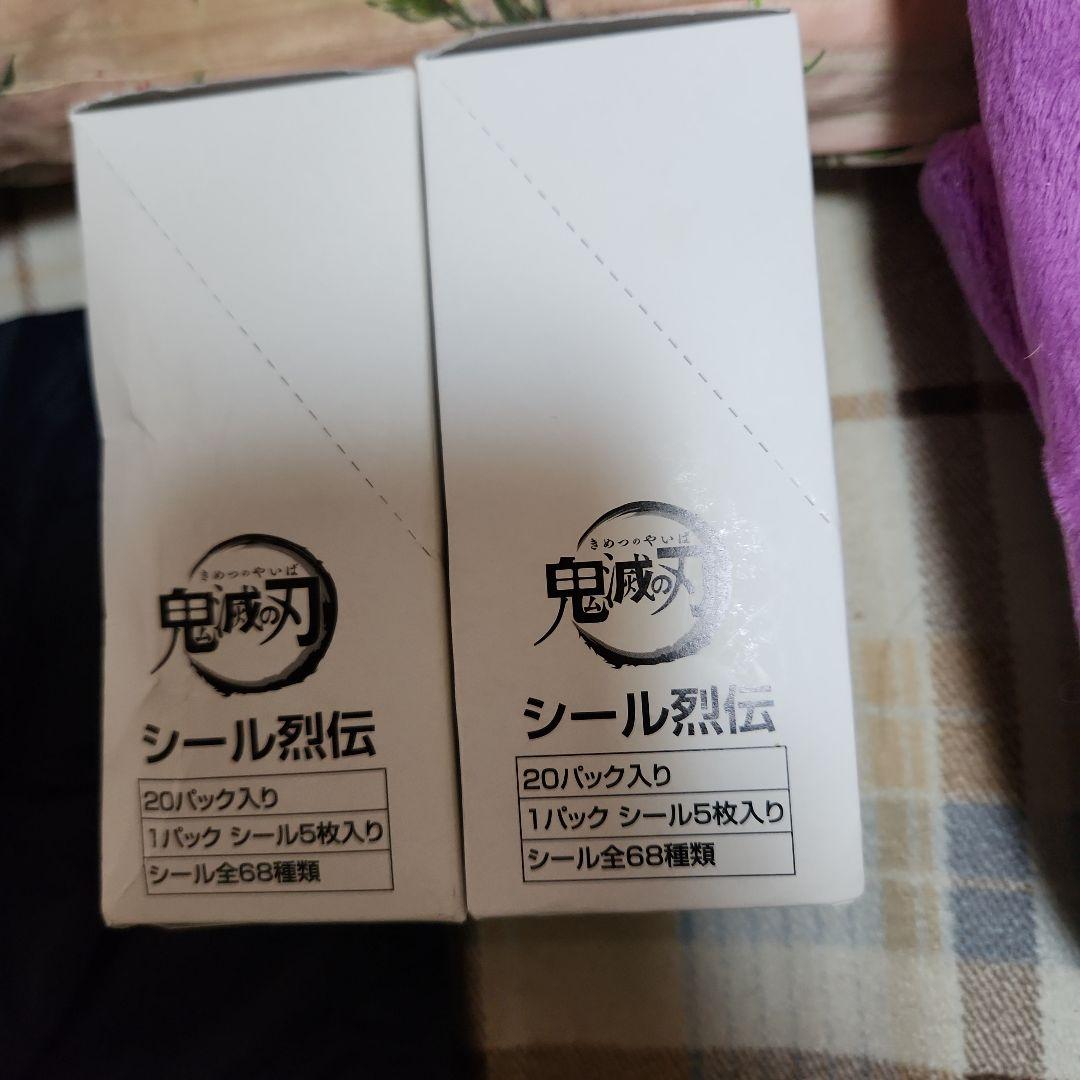 きめつのやいば
鬼滅の刃
シール烈伝
20パック入り
1パック シール5枚入り
シール全68種類
きめつのやいば
鬼滅の刃
シール烈伝
20パック入り
1パック シール5枚入り
シール全68種類